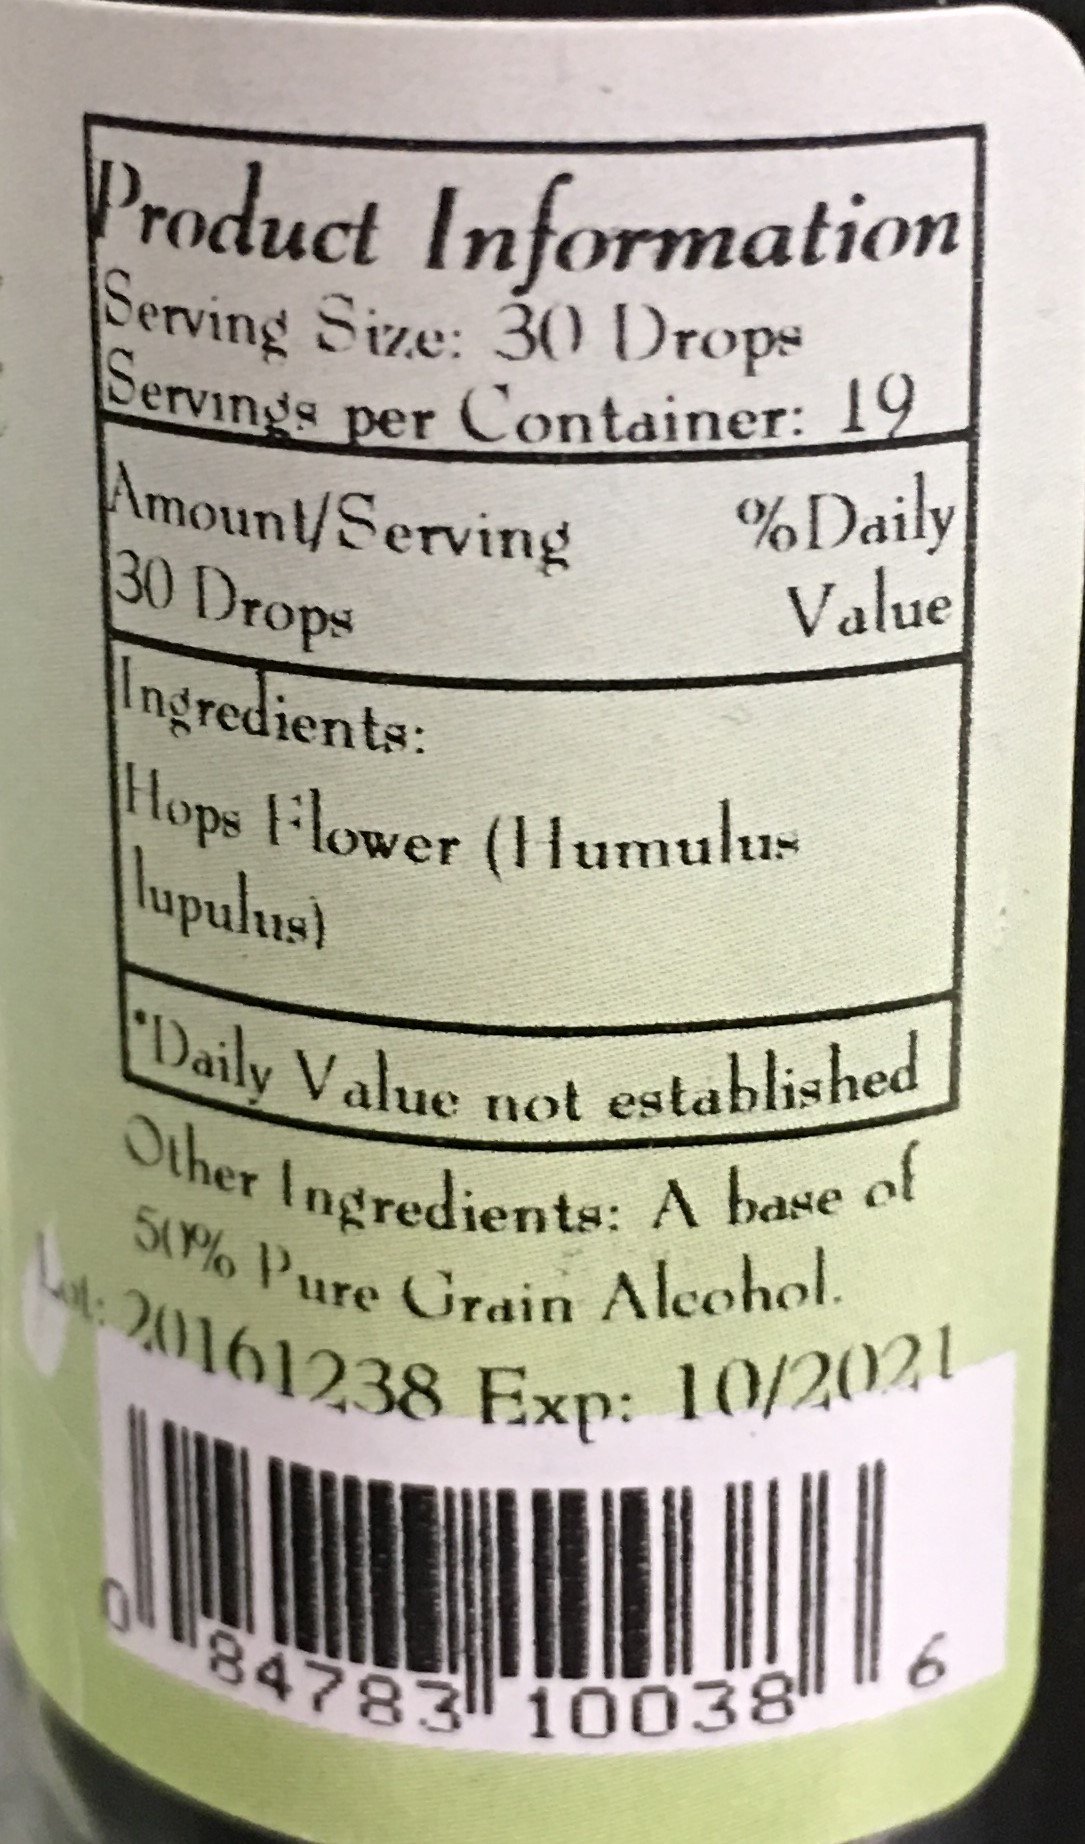 Product Information
Serving Size: 30 Drops
Servings per Container: 19
Amount/Serving %Daily
30 Drops Value
Ingredients:
Hops Flower (Humulus
lupulus)
*Daily Value not established
Other Ingredients: A base of
50% Pure Grain Alcohol.
Lot: 20161238 Exp: 10/2021
0 84783 10038 6